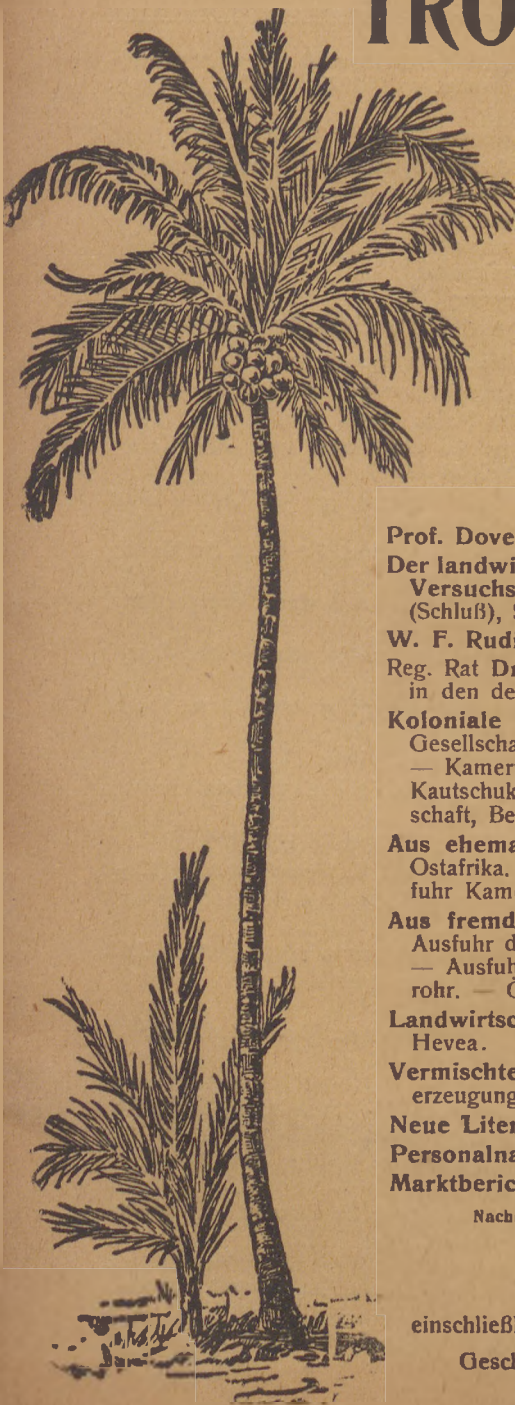 TRO
Prof. Dove
Der landwi
Versuchs
(Schluß),
W. F. Rud
Reg. Rat Dr
in den de
Koloniale
Gesellscha
— Kamer
Kautschuk
schaft, Be
Aus ehema
Ostafrika.
fuhr Kam
Aus fremd
Ausfuhr d
— Ausfuh
rohr. —
Landwirtsc
Hevea.
Vermischte
erzeugung
Neue Liter
Personalna
Marktberic
Nach
einschließl
Gesch